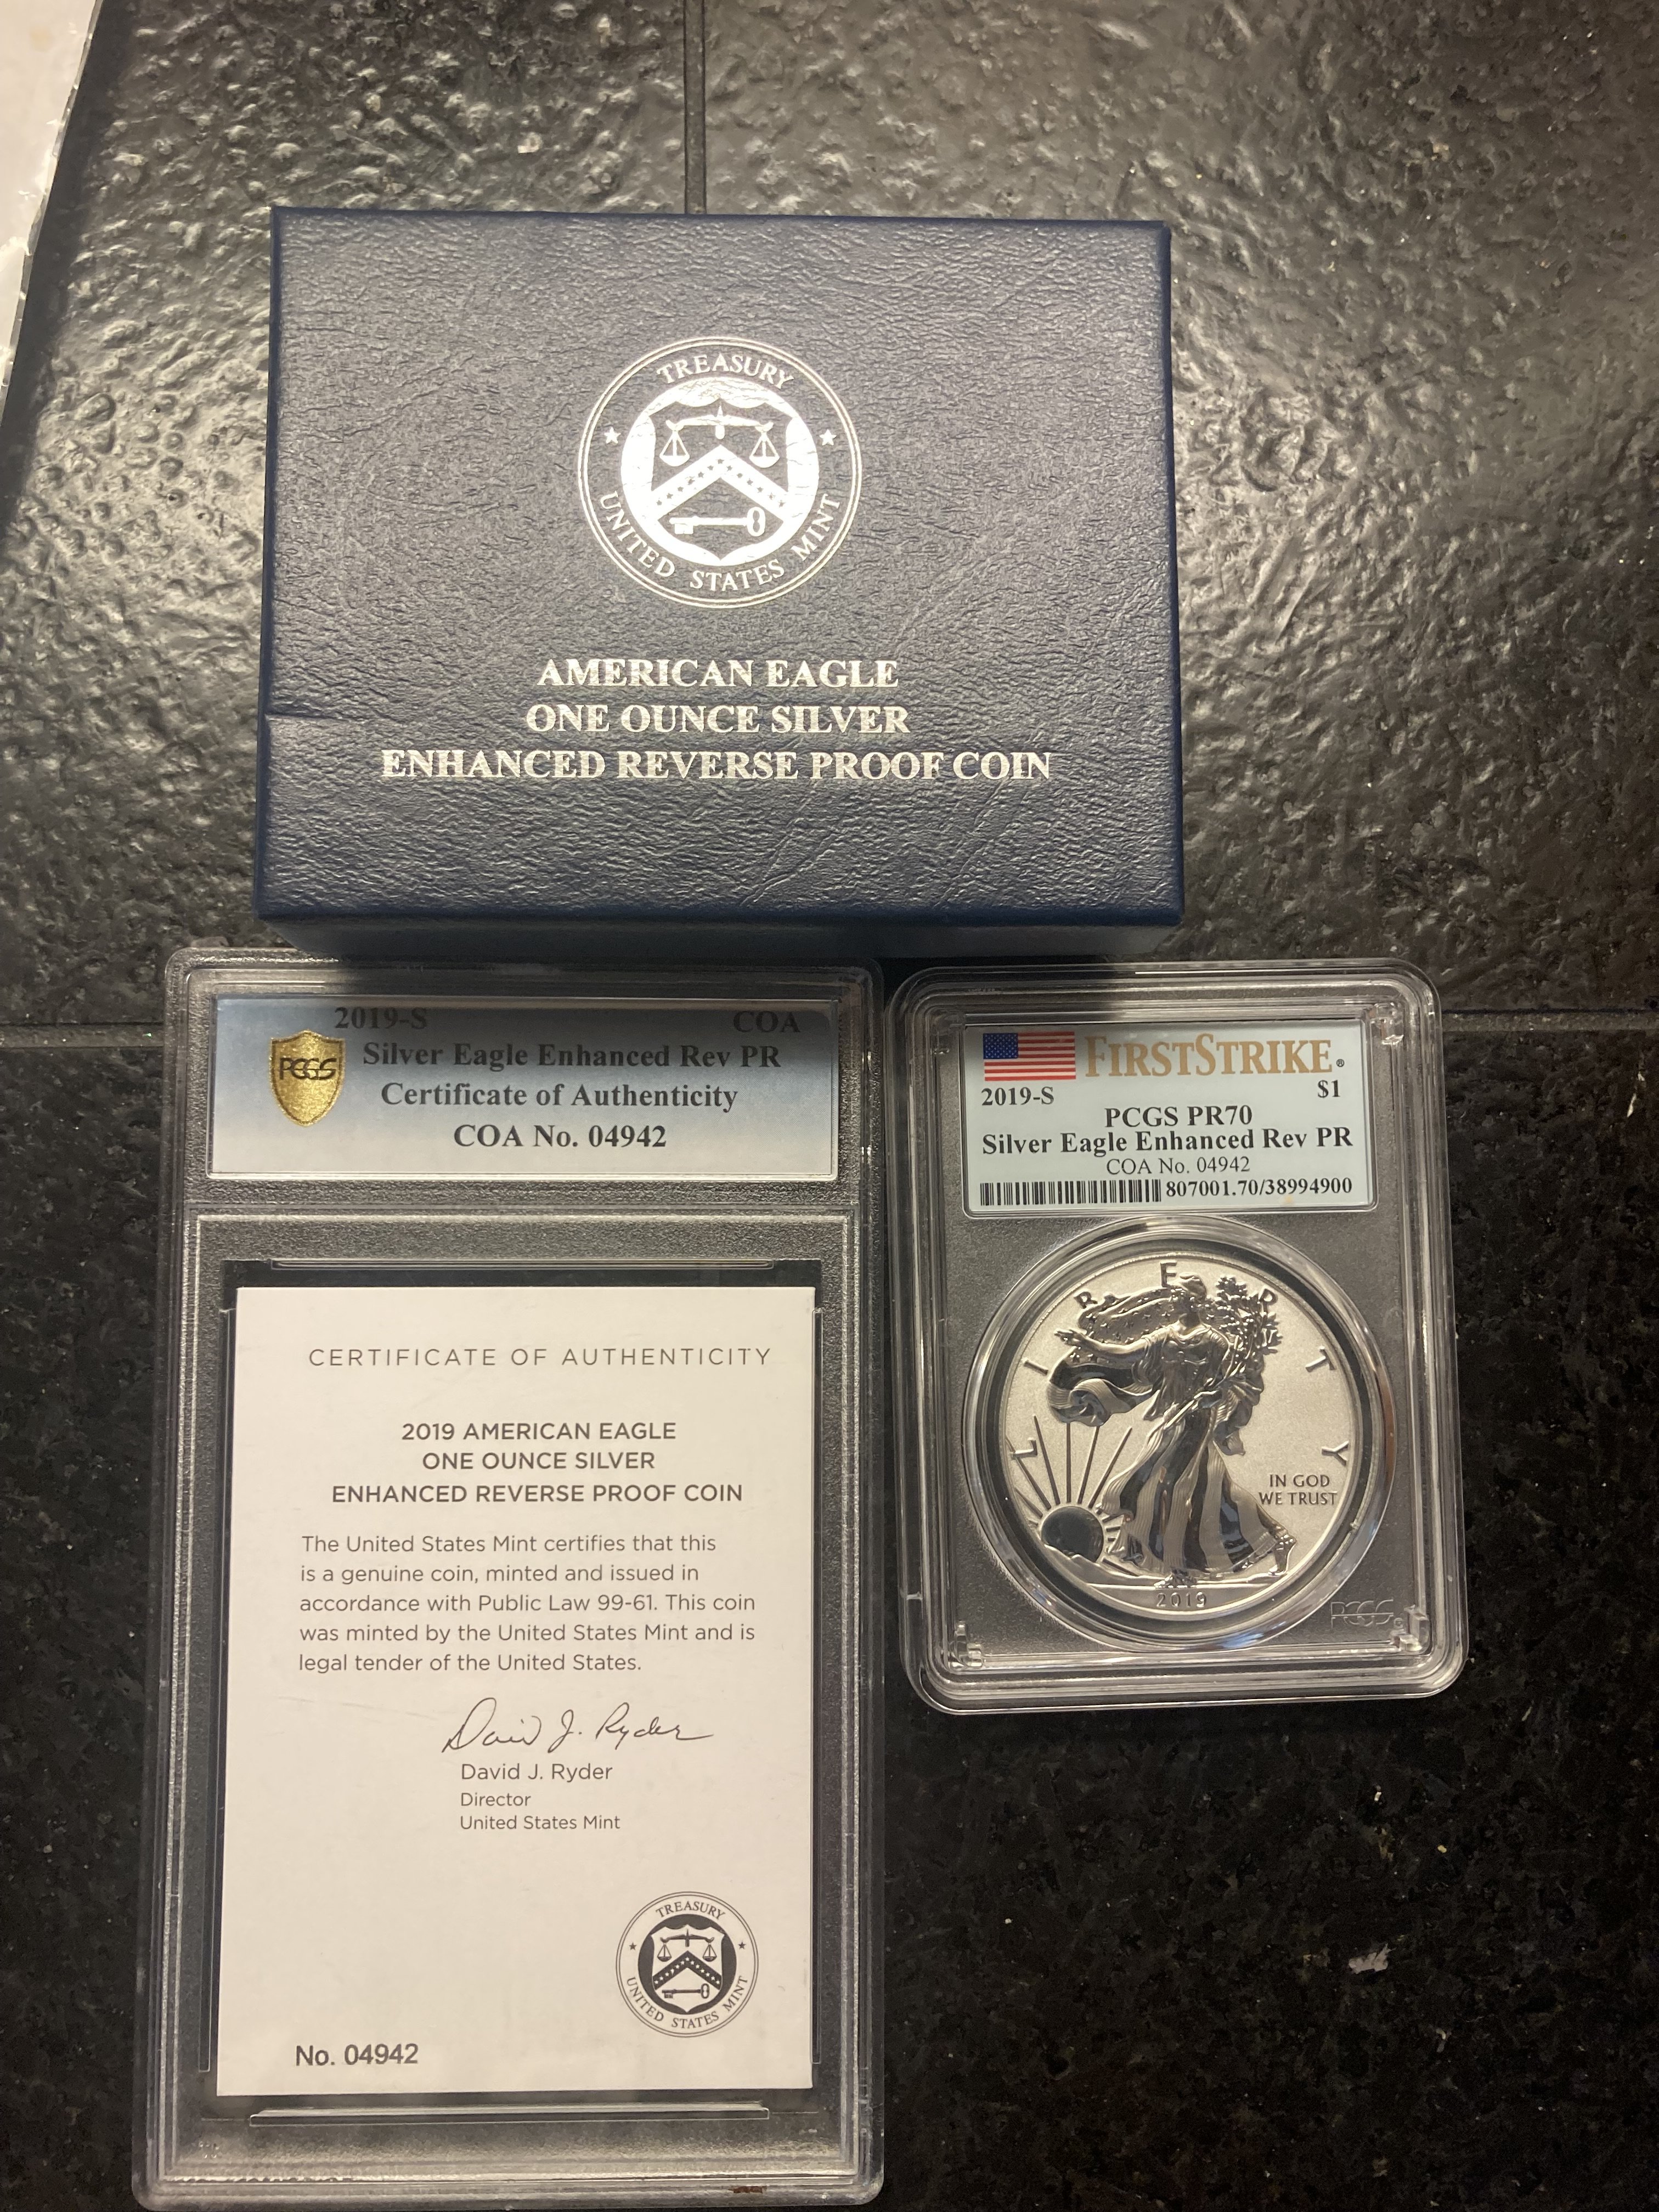 TREASURY
UNITED STATES MINT
AMERICAN EAGLE
ONE OUNCE SILVER
ENHANCED REVERSE PROOF COIN
2019-S COA
PCGS
Silver Eagle Enhanced Rev PR
Certificate of Authenticity
COA No. 04942
CERTIFICATE OF AUTHENTICITY
2019 AMERICAN EAGLE
ONE OUNCE SILVER
ENHANCED REVERSE PROOF COIN
The United States Mint certifies that this
is a genuine coin, minted and issued in
accordance with Public Law 99-61. This coin
was minted by the United States Mint and is
legal tender of the United States.
David J. Ryder
David J. Ryder
Director
United States Mint
TREASURY
UNITED STATES MINT
No. 04942
FIRSTSTRIKE®
2019-S $1
PCGS PR70
Silver Eagle Enhanced Rev PR
COA No. 04942
807001.70/38994900
LIBERTY
IN GOD
WE TRUST
2019
PCGS